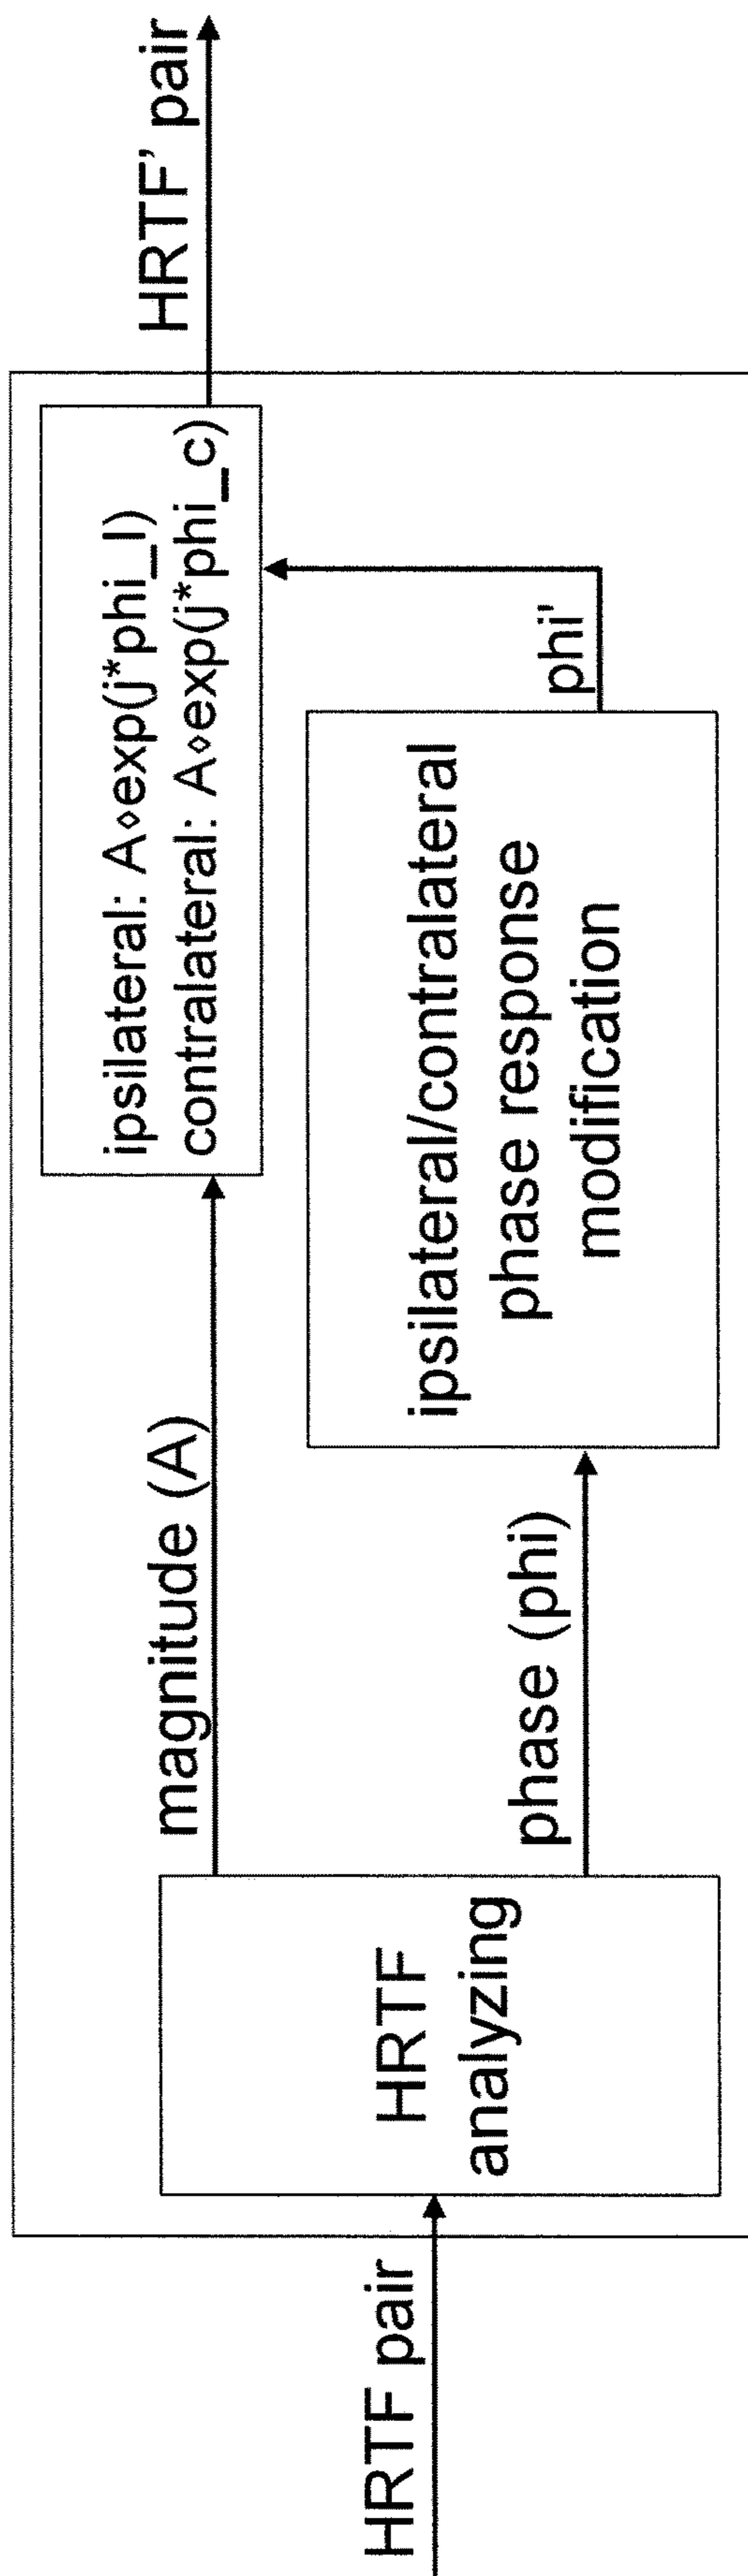 HRTF pair
HRTF
analyzing
magnitude (A)
phase (phi)
ipsilateral/contralateral
phase response
modification
phi'
ipsilateral: A⋄exp(j*phi_I)
contralateral: A⋄exp(j*phi_c)
HRTF' pair